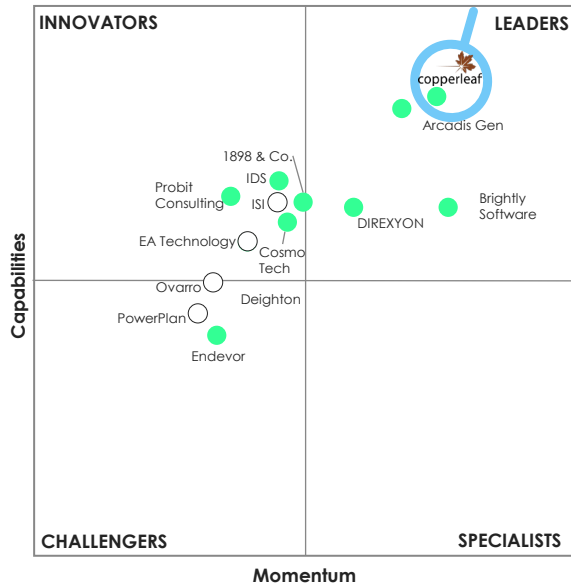 INNOVATORS
LEADERS
copperleaf
Arcadis Gen
1898 & Co.
IDS
Probit
Consulting
ISI
Brightly
Software
DIREXYON
EA Technology
Cosmo
Tech
Ovarro
Deighton
PowerPlan
Endevor
Capabilities
CHALLENGERS
SPECIALISTS
Momentum